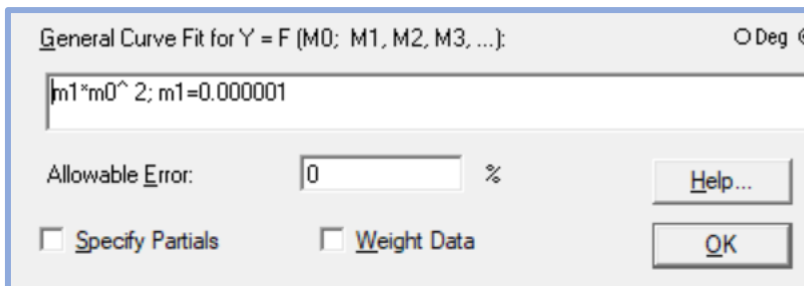 General Curve Fit for Y = F (M0; M1, M2, M3, ...): Deg
m1*m0^ 2; m1=0.000001
Allowable Error: 0 % Help...
Specify Partials Weight Data OK